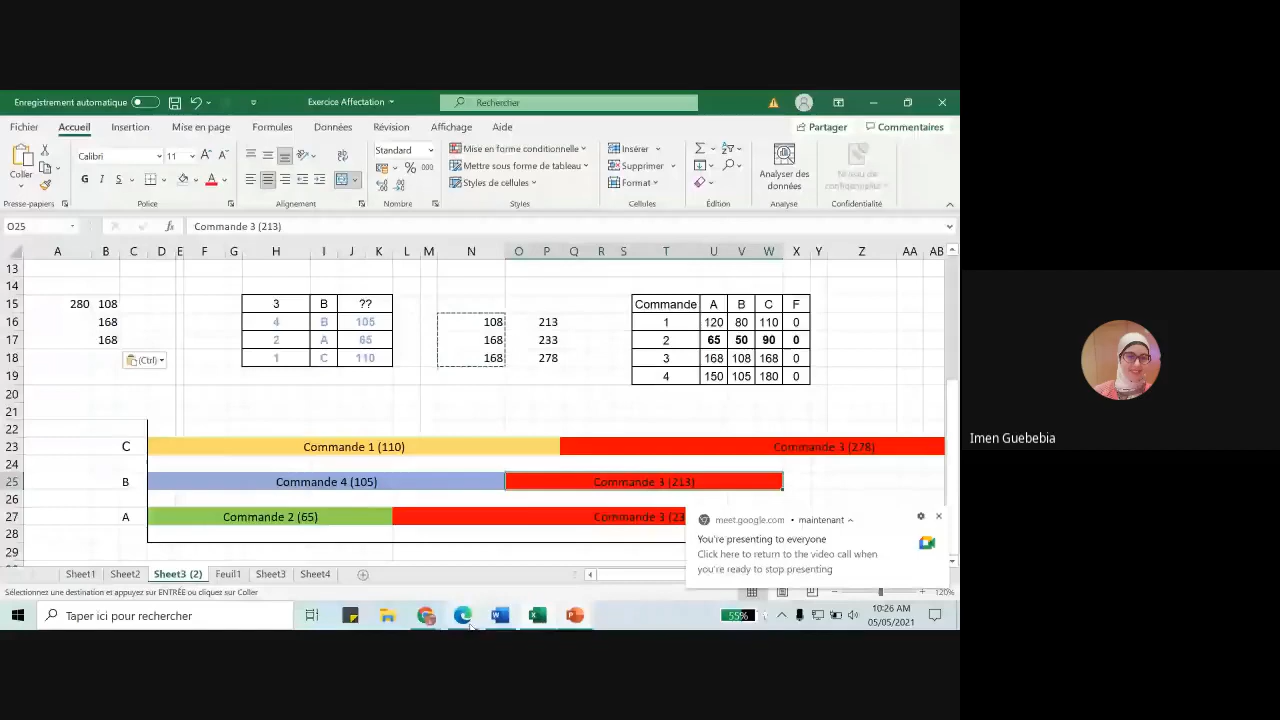 Enregistrement automatique
Exercice Affectation
Rechercher
Fichier Accueil Insertion Mise en page Formules Données Révision Affichage Aide Partager Commentaires
Coller
Calibri 11
G I S
Standard
% 000
Mise en forme conditionnelle
Mettre sous forme de tableau
Styles de cellules
Insérer
Supprimer
Format
Analyser des données
Niveau de confidentialité
Presse-papiers Police Alignement Nombre Styles Cellules Édition Analyse Confidentialité
O25 fx Commande 3 (213)
A B C D E F G H I J K L M N O P Q R S T U V W X Y Z AA AB
13
14
15 280 108 3 B ?? Commande A B C F
16 168 4 B 105 108 213 1 120 80 110 0
17 168 2 A 65 168 233 2 65 50 90 0
18 (Ctrl) 1 C 110 168 278 3 168 108 168 0
19 4 150 105 180 0
20
21
22
23 C Commande 1 (110) Commande 3 (278)
24
25 B Commande 4 (105) Commande 3 (213)
26
27 A Commande 2 (65) Commande 3 (23
28
29
meet.google.com • maintenant
You're presenting to everyone
Click here to return to the video call when
you're ready to stop presenting
Sheet1 Sheet2 Sheet3 (2) Feuil1 Sheet3 Sheet4
Sélectionnez une destination et appuyez sur ENTRÉE ou cliquez sur Coller
120%
Taper ici pour rechercher
55%
10:26 AM
05/05/2021
Imen Guebebia